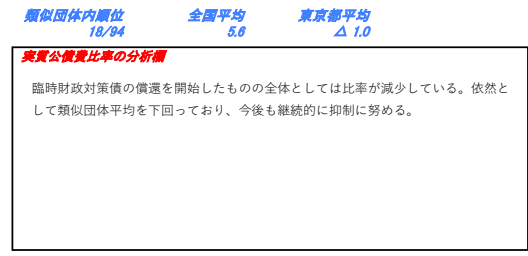 類似団体内順位 全国平均 東京都平均
18/94 5.6 △ 1.0
実質公債費比率の分析欄
臨時財政対策債の償還を開始したものの全体としては比率が減少している。依然と
して類似団体平均を下回っており、今後も継続的に抑制に努める。